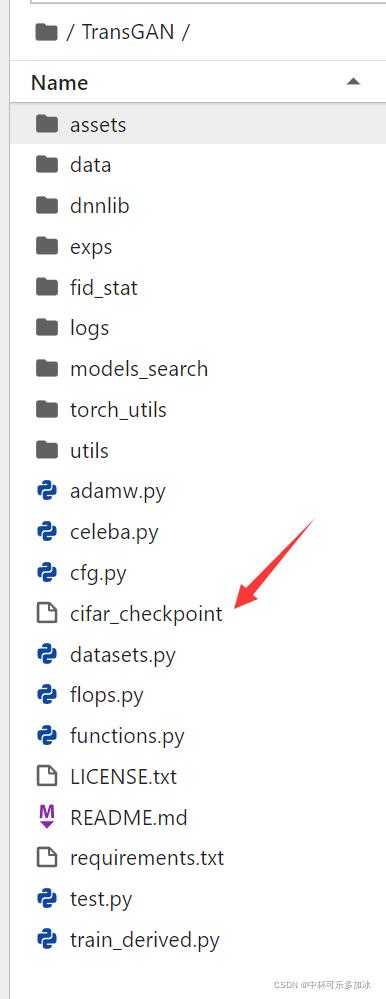 / TransGAN /
Name
assets
data
dnnlib
exps
fid_stat
logs
models_search
torch_utils
utils
adamw.py
celeba.py
cfg.py
cifar_checkpoint
datasets.py
flops.py
functions.py
LICENSE.txt
M README.md
requirements.txt
test.py
train_derived.py
CSDN @中杯可乐多加冰